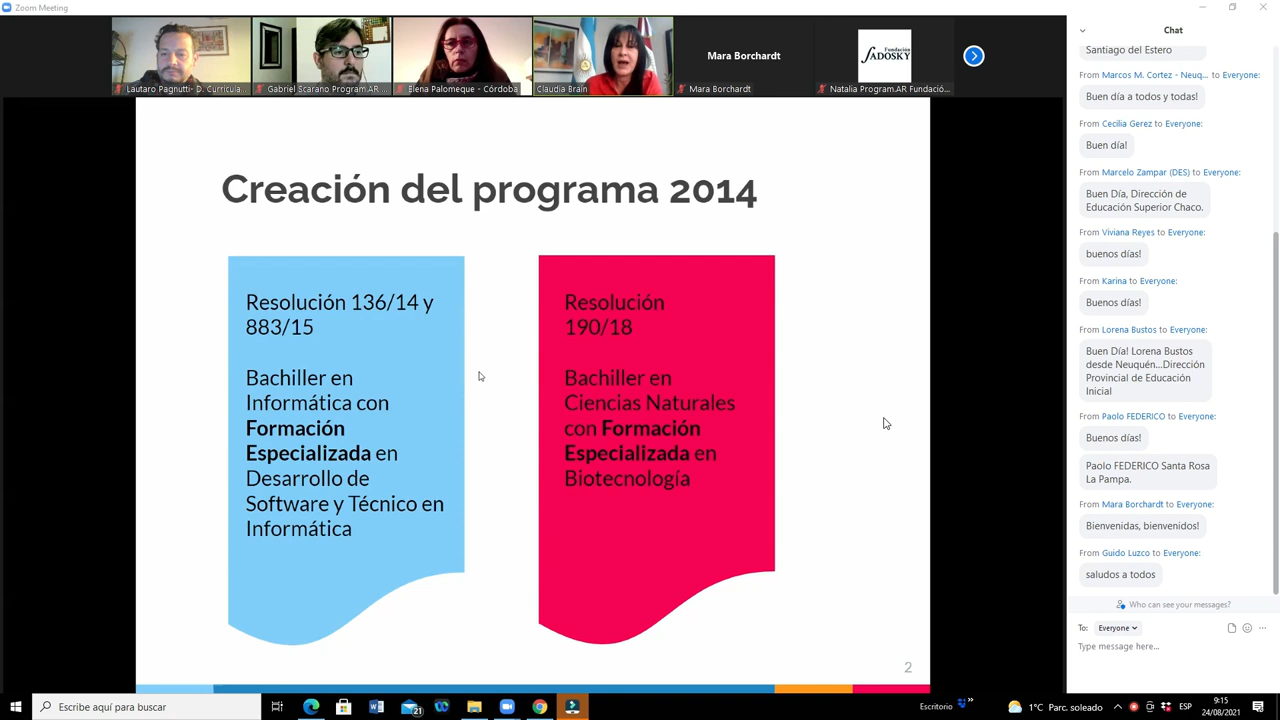 Zoom Meeting
Mara Borchardt
Fundación
SADOSKY
Lautaro Pagnutti- D. Curricula...
Gabriel Scarano Program.AR ...
Elena Palomeque - Córdoba
Claudia Brain
Mara Borchardt
Natalia Program.AR Fundació...
Creación del programa 2014
Resolución 136/14 y
883/15
Bachiller en
Informática con
Formación
Especializada en
Desarrollo de
Software y Técnico en
Informática
Resolución
190/18
Bachiller en
Ciencias Naturales
con Formación
Especializada en
Biotecnología
2
Chat
Santiago del Estero
From Marcos M. Cortez - Neuq... to Everyone:
Buen día a todos y todas!
From Cecilia Gerez to Everyone:
Buen día!
From Marcelo Zampar (DES) to Everyone:
Buen Día, Dirección de
Educación Superior Chaco.
From Viviana Reyes to Everyone:
buenos días!
From Karina to Everyone:
Buenos días!
From Lorena Bustos to Everyone:
Buen Día! Lorena Bustos
desde Neuquén...Dirección
Provincial de Educación
Inicial
From Paolo FEDERICO to Everyone:
Buenos días!
Paolo FEDERICO Santa Rosa
La Pampa.
From Mara Borchardt to Everyone:
Bienvenidas, bienvenidos!
From Guido Luzco to Everyone:
saludos a todos
Who can see your messages?
To: Everyone
Type message here...
Escribe aquí para buscar
21
Escritorio
1°C Parc. soleado
ESP
9:15
24/08/2021